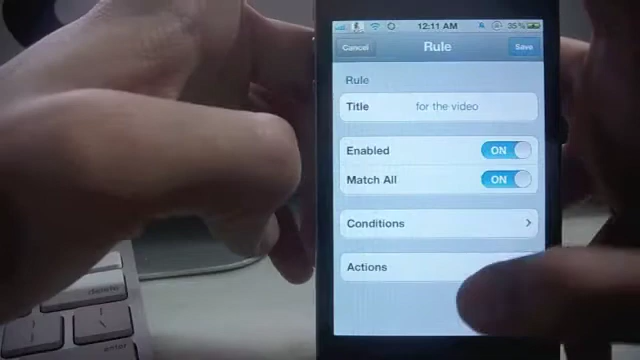 12:11 AM 35%
Cancel Rule Save
Rule
Title for the video
Enabled ON
Match All ON
Conditions
Actions
delete
enter